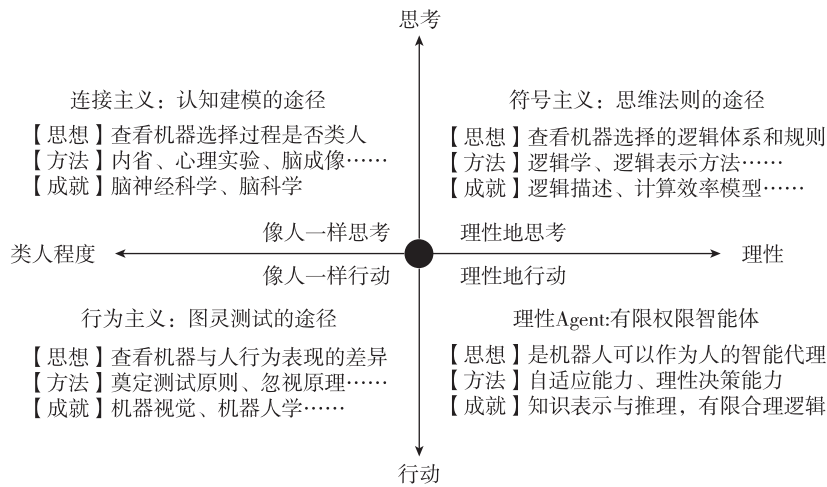 思考
连接主义：认知建模的途径
【思想】查看机器选择过程是否类人
【方法】内省、心理实验、脑成像……
【成就】脑神经科学、脑科学
符号主义：思维法则的途径
【思想】查看机器选择的逻辑体系和规则
【方法】逻辑学、逻辑表示方法……
【成就】逻辑描述、计算效率模型……
像人一样思考
理性地思考
类人程度
理性
像人一样行动
理性地行动
行为主义：图灵测试的途径
【思想】查看机器与人行为表现的差异
【方法】奠定测试原则、忽视原理……
【成就】机器视觉、机器人学……
理性Agent:有限权限智能体
【思想】是机器人可以作为人的智能代理
【方法】自适应能力、理性决策能力
【成就】知识表示与推理，有限合理逻辑
行动